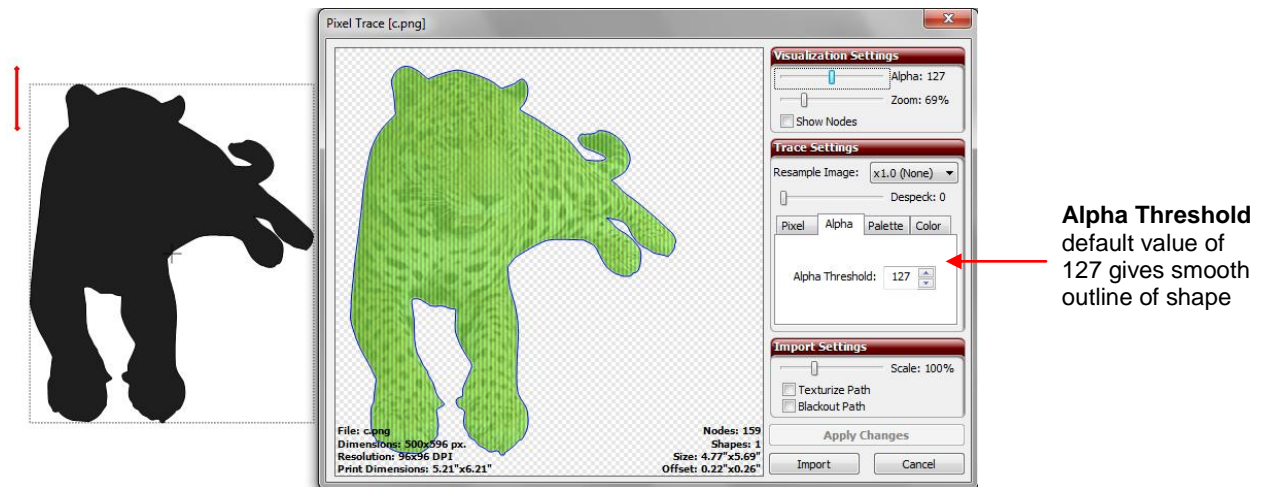 Pixel Trace [c.png]
x
Visualization Settings
Alpha: 127
Zoom: 69%
Show Nodes
Trace Settings
Resample Image: x1.0 (None)
Despeck: 0
Pixel Alpha Palette Color
Alpha Threshold: 127
Import Settings
Scale: 100%
Texturize Path
Blackout Path
Apply Changes
Import Cancel
File: c.png
Dimensions: 500x596 px.
Resolution: 96x96 DPI
Print Dimensions: 5.21"x6.21"
Nodes: 159
Shapes: 1
Size: 4.77"x5.69"
Offset: 0.22"x0.26"
Alpha Threshold
default value of
127 gives smooth
outline of shape